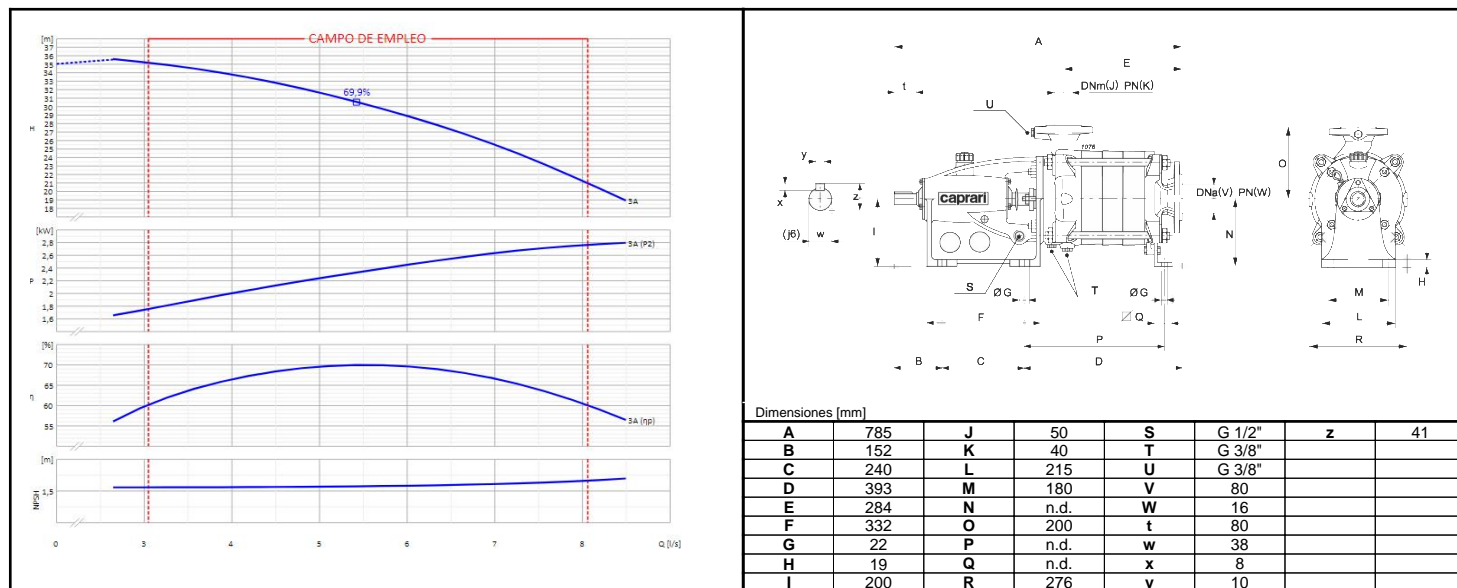 [m]
CAMPO DE EMPLEO
37
36
35
34
33
32
31
30
29
28
27
26
25
24
23
22
21
20
19
18
H
69,9%
3A
[kW]
2,8
2,6
2,4
2,2
2
1,8
1,6
P
3A (P2)
[%]
70
65
60
55
η
3A (ηp)
[m]
1,5
NPSH
0 3 4 5 6 7 8 Q [l/s]
A
E
t
DNm(J) PN(K)
U
1076
y
x
z
(j6)
w
caprari
I
DNa(V) PN(W)
N
O
S
Ø G
T
Ø G
Q
F
P
B
C
D
H
M
L
R
Dimensiones [mm]
A 785 J 50 S G 1/2" z 41
B 152 K 40 T G 3/8"
C 240 L 215 U G 3/8"
D 393 M 180 V 80
E 284 N n.d. W 16
F 332 O 200 t 80
G 22 P n.d. w 38
H 19 Q n.d. x 8
I 200 R 276 y 10